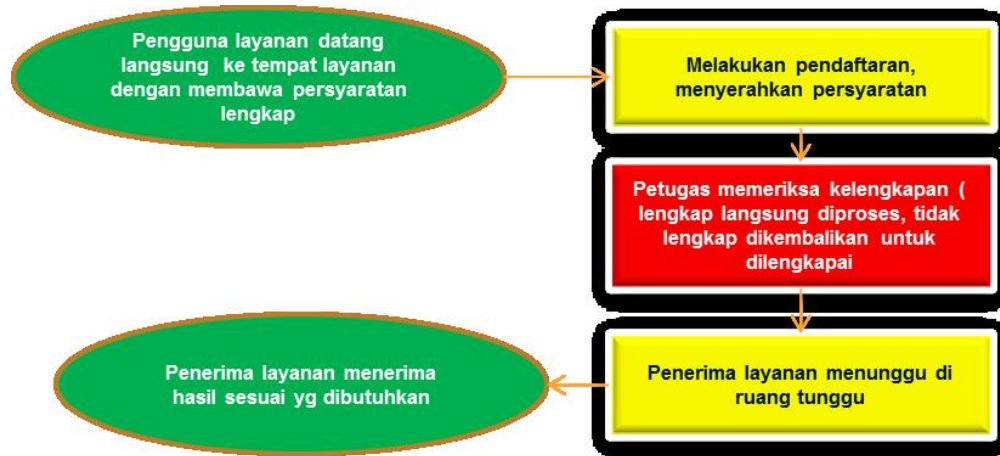 Pengguna layanan datang
langsung ke tempat layanan
dengan membawa persyaratan
lengkap
Melakukan pendaftaran,
menyerahkan persyaratan
Petugas memeriksa kelengkapan (
lengkap langsung diproses, tidak
lengkap dikembalikan untuk
dilengkapai
Penerima layanan menunggu di
ruang tunggu
Penerima layanan menerima
hasil sesuai yg dibutuhkan